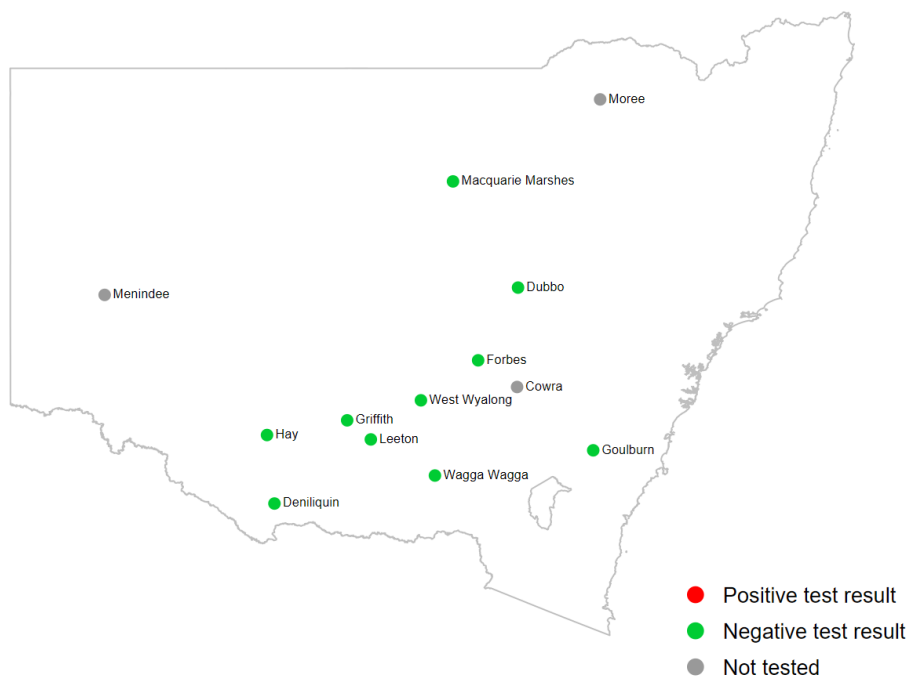 Moree
Macquarie Marshes
Dubbo
Menindee
Forbes
Cowra
West Wyalong
Griffith
Hay
Leeton
Goulburn
Wagga Wagga
Deniliquin
Positive test result
Negative test result
Not tested